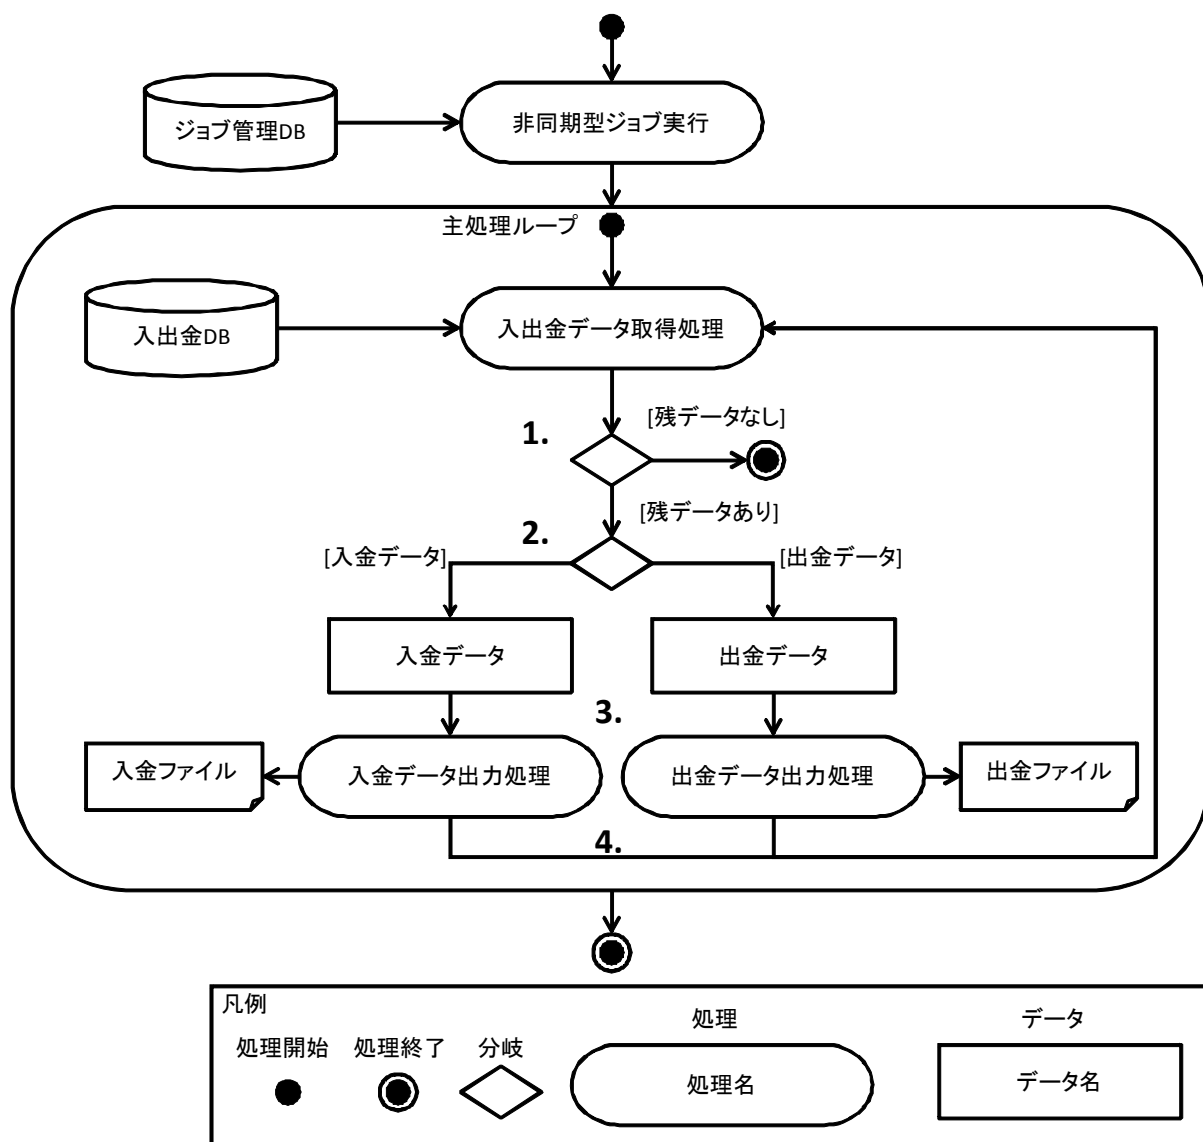 ジョブ管理DB
非同期型ジョブ実行
主処理ループ
入出金DB
入出金データ取得処理
[残データなし]
1.
[残データあり]
2.
[入金データ]
[出金データ]
入金データ
出金データ
3.
入金ファイル
入金データ出力処理
出金データ出力処理
出金ファイル
4.
凡例
処理
データ
処理開始
処理終了
分岐
処理名
データ名